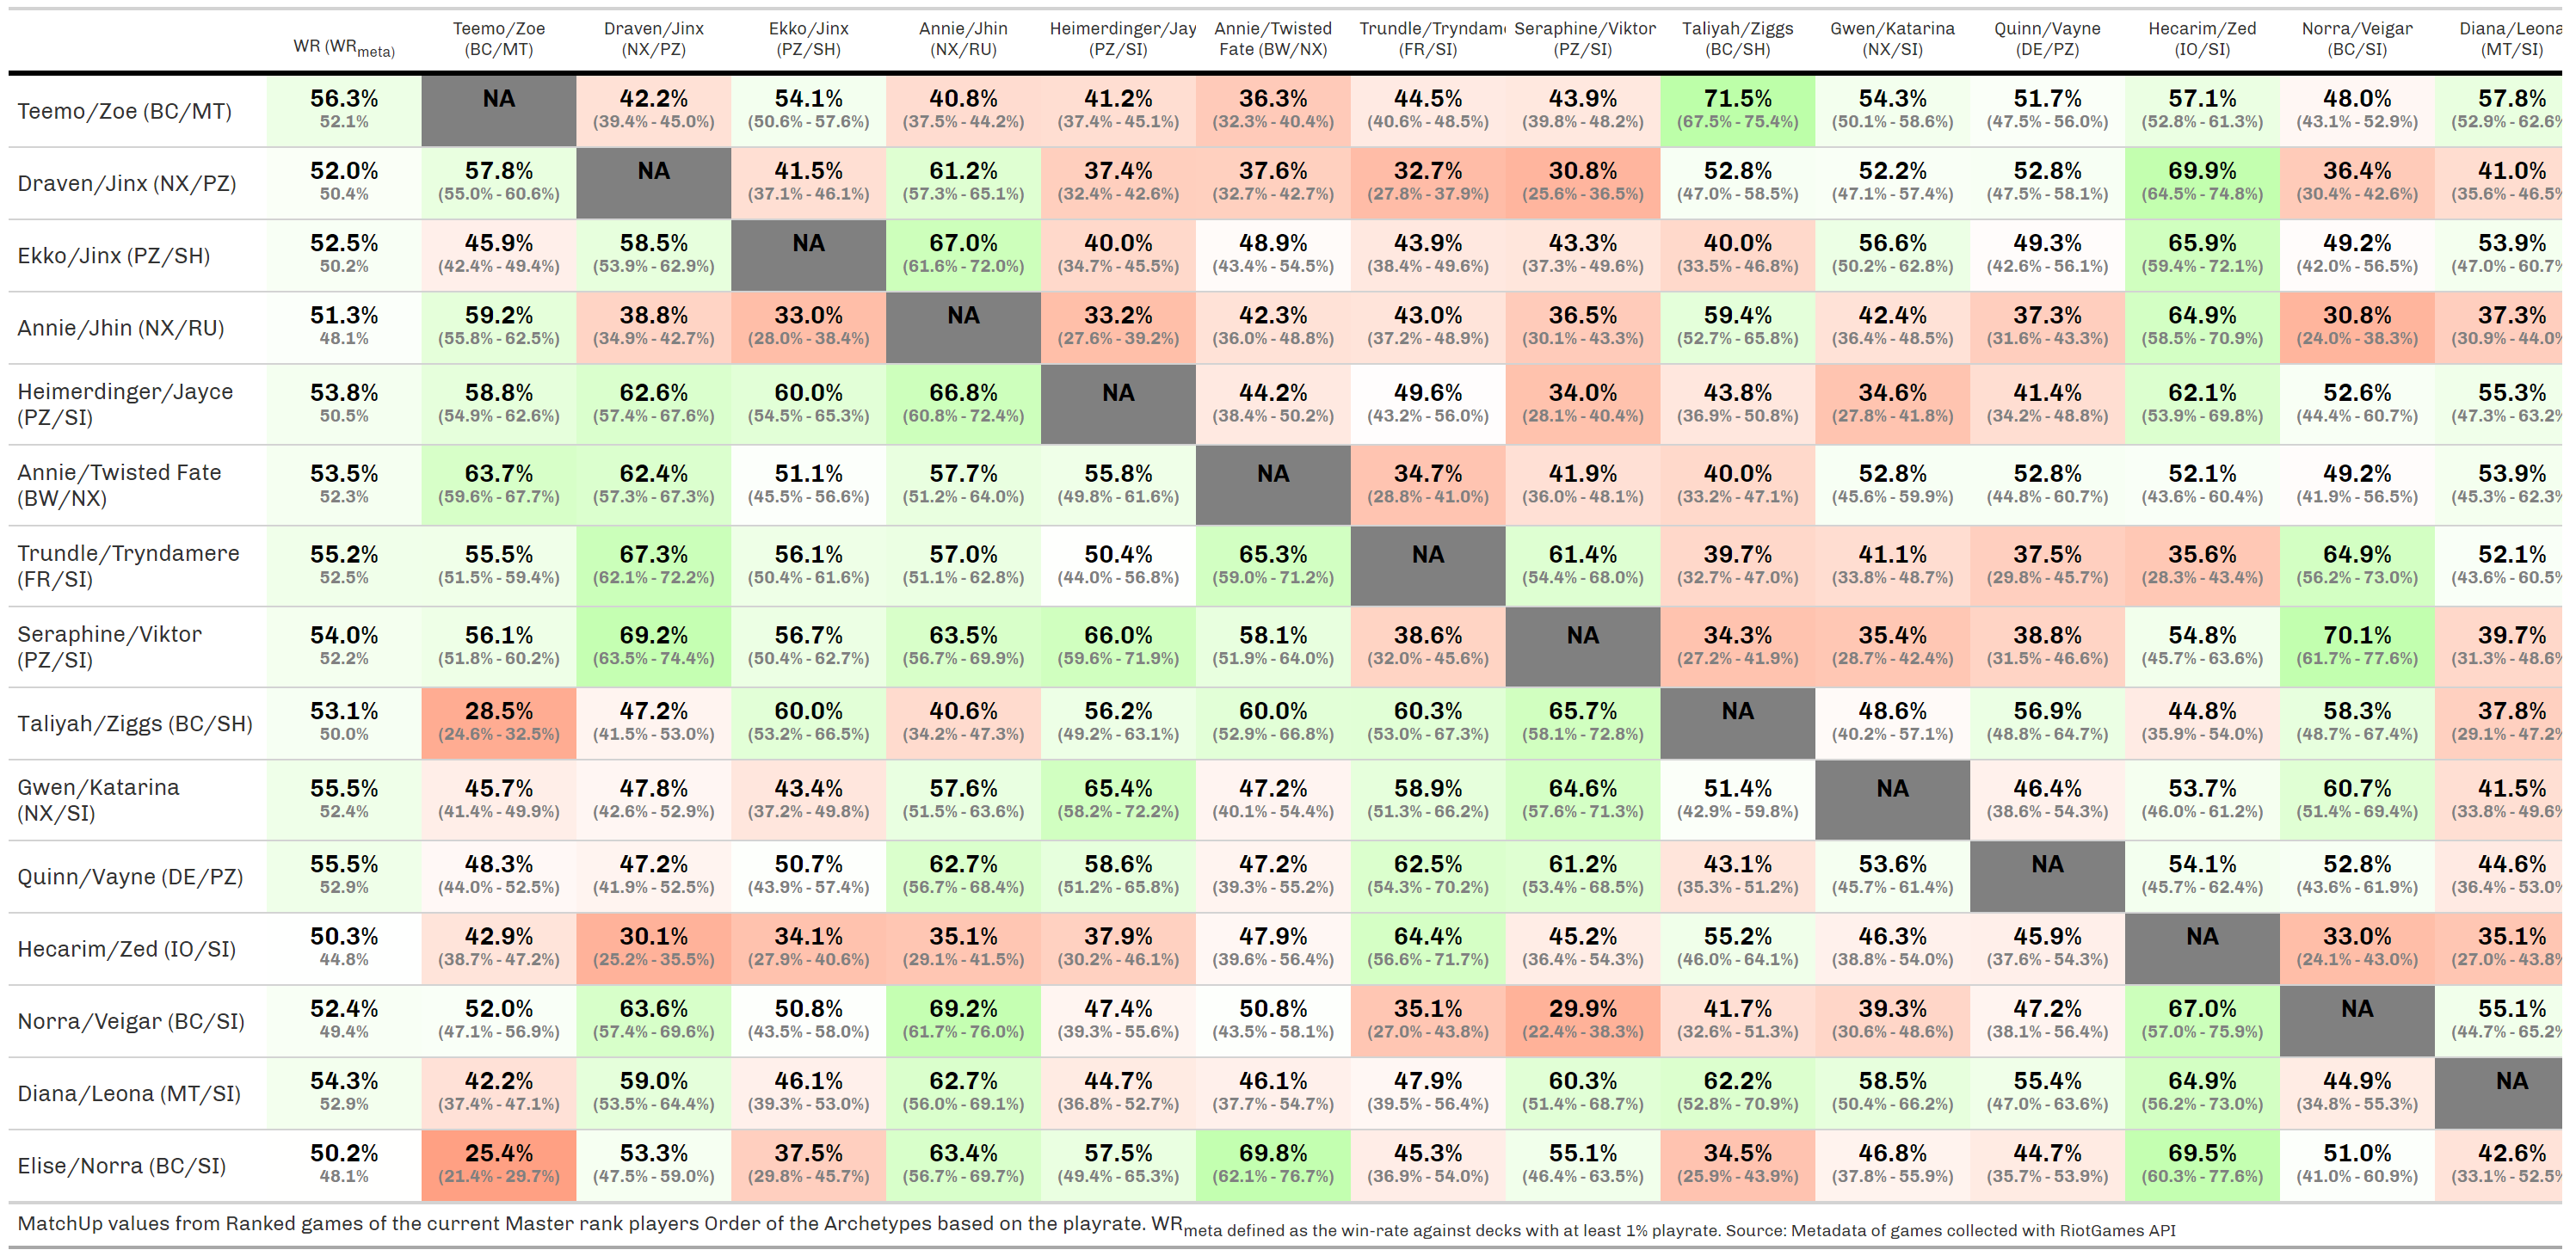 WR (WRmeta) Teemo/Zoe (BC/MT) Draven/Jinx (NX/PZ) Ekko/Jinx (PZ/SH) Annie/Jhin (NX/RU) Heimerdinger/Jay (PZ/SI) Annie/Twisted Fate (BW/NX) Trundle/Tryndam (FR/SI) Seraphine/Viktor (PZ/SI) Taliyah/Ziggs (BC/SH) Gwen/Katarina (NX/SI) Quinn/Vayne (DE/PZ) Hecarim/Zed (IO/SI) Norra/Veigar (BC/SI) Diana/Leona (MT/SI)
Teemo/Zoe (BC/MT) 56.3% NA 42.2% 54.1% 40.8% 41.2% 36.3% 44.5% 43.9% 71.5% 54.3% 51.7% 57.1% 48.0% 57.8%
52.1% (39.4% - 45.0%) (50.6% - 57.6%) (37.5% - 44.2%) (37.4% - 45.1%) (32.3% - 40.4%) (40.6% - 48.5%) (39.8% - 48.2%) (67.5% - 75.4%) (50.1% - 58.6%) (47.5% - 56.0%) (52.8% - 61.3%) (43.1% - 52.9%) (52.9% - 62.6%
Draven/Jinx (NX/PZ) 52.0% 57.8% NA 41.5% 61.2% 37.4% 37.6% 32.7% 30.8% 52.8% 52.2% 52.8% 69.9% 36.4% 41.0%
50.4% (55.0% - 60.6%) (37.1% - 46.1%) (57.3% - 65.1%) (32.4% - 42.6%) (32.7% - 42.7%) (27.8% - 37.9%) (25.6% - 36.5%) (47.0% - 58.5%) (47.1% - 57.4%) (47.5% - 58.1%) (64.5% - 74.8%) (30.4% - 42.6%) (35.6% - 46.5%
Ekko/Jinx (PZ/SH) 52.5% 45.9% 58.5% NA 67.0% 40.0% 48.9% 43.9% 43.3% 40.0% 56.6% 49.3% 65.9% 49.2% 53.9%
50.2% (42.4% - 49.4%) (53.9% - 62.9%) (61.6% - 72.0%) (34.7% - 45.5%) (43.4% - 54.5%) (38.4% - 49.6%) (37.3% - 49.6%) (33.5% - 46.8%) (50.2% - 62.8%) (42.6% - 56.1%) (59.4% - 72.1%) (42.0% - 56.5%) (47.0% - 60.7%
Annie/Jhin (NX/RU) 51.3% 59.2% 38.8% 33.0% NA 33.2% 42.3% 43.0% 36.5% 59.4% 42.4% 37.3% 64.9% 30.8% 37.3%
48.1% (55.8% - 62.5%) (34.9% - 42.7%) (28.0% - 38.4%) (27.6% - 39.2%) (36.0% - 48.8%) (37.2% - 48.9%) (30.1% - 43.3%) (52.7% - 65.8%) (36.4% - 48.5%) (31.6% - 43.3%) (58.5% - 70.9%) (24.0% - 38.3%) (30.9% - 44.0%
Heimerdinger/Jayce (PZ/SI) 53.8% 58.8% 62.6% 60.0% 66.8% NA 44.2% 49.6% 34.0% 43.8% 34.6% 41.4% 62.1% 52.6% 55.3%
50.5% (54.9% - 62.6%) (57.4% - 67.6%) (54.5% - 65.3%) (60.8% - 72.4%) (38.4% - 50.2%) (43.2% - 56.0%) (28.1% - 40.4%) (36.9% - 50.8%) (27.8% - 41.8%) (34.2% - 48.8%) (53.9% - 69.8%) (44.4% - 60.7%) (47.3% - 63.2%
Annie/Twisted Fate (BW/NX) 53.5% 63.7% 62.4% 51.1% 57.7% 55.8% NA 34.7% 41.9% 40.0% 52.8% 52.8% 52.1% 49.2% 53.9%
52.3% (59.6% - 67.7%) (57.3% - 67.3%) (45.5% - 56.6%) (51.2% - 64.0%) (49.8% - 61.6%) (28.8% - 41.0%) (36.0% - 48.1%) (33.2% - 47.1%) (45.6% - 59.9%) (44.8% - 60.7%) (43.6% - 60.4%) (41.9% - 56.5%) (45.3% - 62.3%
Trundle/Tryndamere (FR/SI) 55.2% 55.5% 67.3% 56.1% 57.0% 50.4% 65.3% NA 61.4% 39.7% 41.1% 37.5% 35.6% 64.9% 52.1%
52.5% (51.5% - 59.4%) (62.1% - 72.2%) (50.4% - 61.6%) (51.1% - 62.8%) (44.0% - 56.8%) (59.0% - 71.2%) (54.4% - 68.0%) (32.7% - 47.0%) (33.8% - 48.7%) (29.8% - 45.7%) (28.3% - 43.4%) (56.2% - 73.0%) (43.6% - 60.5%
Seraphine/Viktor (PZ/SI) 54.0% 56.1% 69.2% 56.7% 63.5% 66.0% 58.1% 38.6% NA 34.3% 35.4% 38.8% 54.8% 70.1% 39.7%
52.2% (51.8% - 60.2%) (63.5% - 74.4%) (50.4% - 62.7%) (56.7% - 69.9%) (59.6% - 71.9%) (51.9% - 64.0%) (32.0% - 45.6%) (27.2% - 41.9%) (28.7% - 42.4%) (31.5% - 46.6%) (45.7% - 63.6%) (61.7% - 77.6%) (31.3% - 48.6%
Taliyah/Ziggs (BC/SH) 53.1% 28.5% 47.2% 60.0% 40.6% 56.2% 60.0% 60.3% 65.7% NA 48.6% 56.9% 44.8% 58.3% 37.8%
50.0% (24.6% - 32.5%) (41.5% - 53.0%) (53.2% - 66.5%) (34.2% - 47.3%) (49.2% - 63.1%) (52.9% - 66.8%) (53.0% - 67.3%) (58.1% - 72.8%) (40.2% - 57.1%) (48.8% - 64.7%) (35.9% - 54.0%) (48.7% - 67.4%) (29.1% - 47.2%
Gwen/Katarina (NX/SI) 55.5% 45.7% 47.8% 43.4% 57.6% 65.4% 47.2% 58.9% 64.6% 51.4% NA 46.4% 53.7% 60.7% 41.5%
52.4% (41.4% - 49.9%) (42.6% - 52.9%) (37.2% - 49.8%) (51.5% - 63.6%) (58.2% - 72.2%) (40.1% - 54.4%) (51.3% - 66.2%) (57.6% - 71.3%) (42.9% - 59.8%) (38.6% - 54.3%) (46.0% - 61.2%) (51.4% - 69.4%) (33.8% - 49.6%
Quinn/Vayne (DE/PZ) 55.5% 48.3% 47.2% 50.7% 62.7% 58.6% 47.2% 62.5% 61.2% 43.1% 53.6% NA 54.1% 52.8% 44.6%
52.9% (44.0% - 52.5%) (41.9% - 52.5%) (43.9% - 57.4%) (56.7% - 68.4%) (51.2% - 65.8%) (39.3% - 55.2%) (54.3% - 70.2%) (53.4% - 68.5%) (35.3% - 51.2%) (45.7% - 61.4%) (45.7% - 62.4%) (43.6% - 61.9%) (36.4% - 53.0%
Hecarim/Zed (IO/SI) 50.3% 42.9% 30.1% 34.1% 35.1% 37.9% 47.9% 64.4% 45.2% 55.2% 46.3% 45.9% NA 33.0% 35.1%
44.8% (38.7% - 47.2%) (25.2% - 35.5%) (27.9% - 40.6%) (29.1% - 41.5%) (30.2% - 46.1%) (39.6% - 56.4%) (56.6% - 71.7%) (36.4% - 54.3%) (46.0% - 64.1%) (38.8% - 54.0%) (37.6% - 54.3%) (24.1% - 43.0%) (27.0% - 43.8%
Norra/Veigar (BC/SI) 52.4% 52.0% 63.6% 50.8% 69.2% 47.4% 50.8% 35.1% 29.9% 41.7% 39.3% 47.2% 67.0% NA 55.1%
49.4% (47.1% - 56.9%) (57.4% - 69.6%) (43.5% - 58.0%) (61.7% - 76.0%) (39.3% - 55.6%) (43.5% - 58.1%) (27.0% - 43.8%) (22.4% - 38.3%) (32.6% - 51.3%) (30.6% - 48.6%) (38.1% - 56.4%) (57.0% - 75.9%) (44.7% - 65.2%
Diana/Leona (MT/SI) 54.3% 42.2% 59.0% 46.1% 62.7% 44.7% 46.1% 47.9% 60.3% 62.2% 58.5% 55.4% 64.9% 44.9% NA
52.9% (37.4% - 47.1%) (53.5% - 64.4%) (39.3% - 53.0%) (56.0% - 69.1%) (36.8% - 52.7%) (37.7% - 54.7%) (39.5% - 56.4%) (51.4% - 68.7%) (52.8% - 70.9%) (50.4% - 66.2%) (47.0% - 63.6%) (56.2% - 73.0%) (34.8% - 55.3%)
Elise/Norra (BC/SI) 50.2% 25.4% 53.3% 37.5% 63.4% 57.5% 69.8% 45.3% 55.1% 34.5% 46.8% 44.7% 69.5% 51.0% 42.6%
48.1% (21.4% - 29.7%) (47.5% - 59.0%) (29.8% - 45.7%) (56.7% - 69.7%) (49.4% - 65.3%) (62.1% - 76.7%) (36.9% - 54.0%) (46.4% - 63.5%) (25.9% - 43.9%) (37.8% - 55.9%) (35.7% - 53.9%) (60.3% - 77.6%) (41.0% - 60.9%) (33.1% - 52.5%
MatchUp values from Ranked games of the current Master rank players Order of the Archetypes based on the playrate. WRmeta defined as the win-rate against decks with at least 1% playrate. Source: Metadata of games collected with RiotGames API